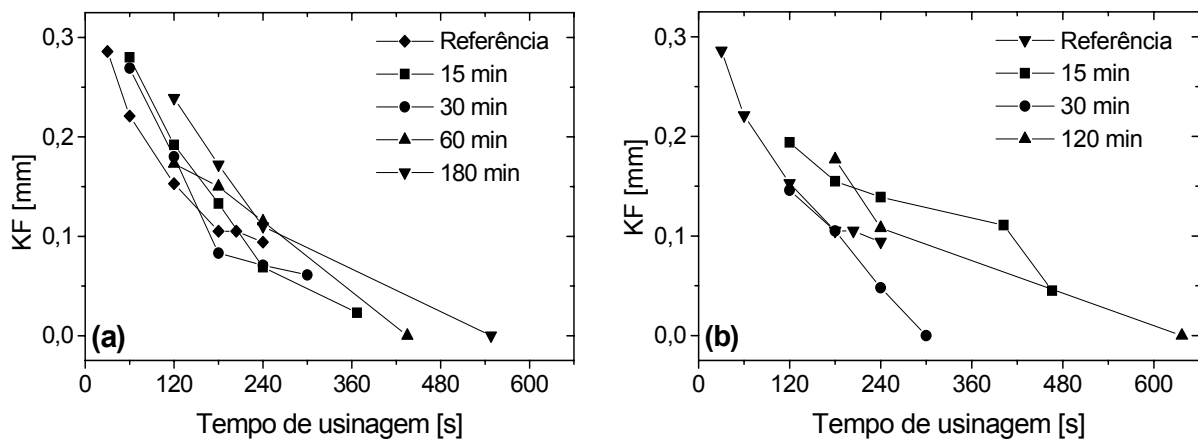 0,3
0,2
0,1
0,0
KF [mm]
Referência
15 min
30 min
60 min
180 min
(a)
0 120 240 360 480 600
Tempo de usinagem [s]
0,3
0,2
0,1
0,0
KF [mm]
Referência
15 min
30 min
120 min
(b)
0 120 240 360 480 600
Tempo de usinagem [s]